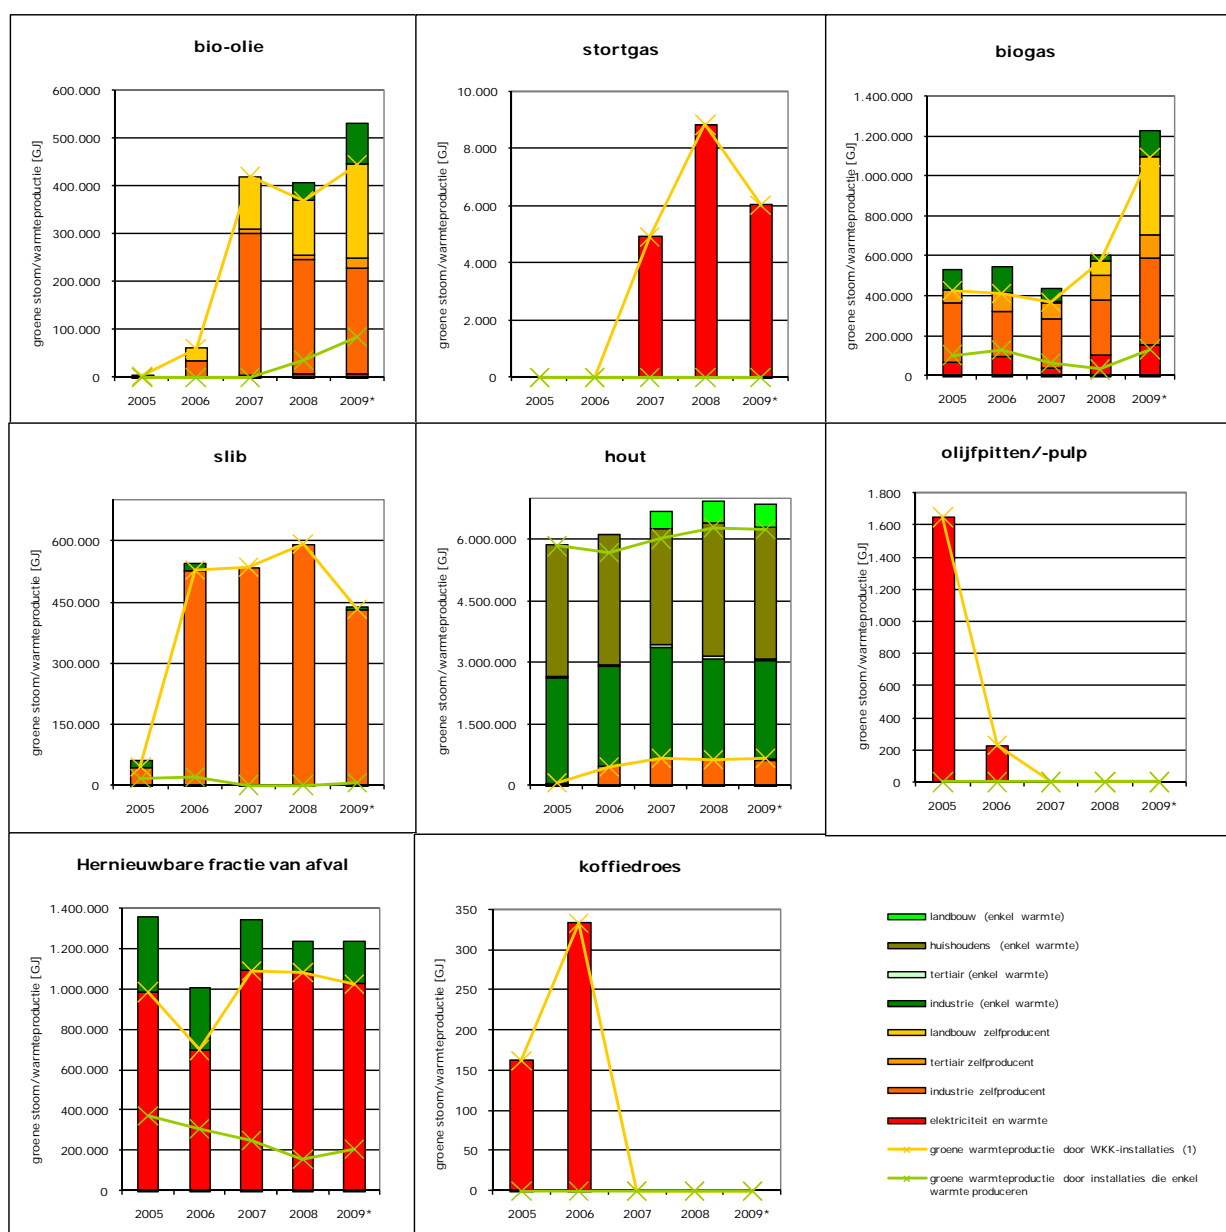 bio-olie
groene stoom/warmteproductie [GJ]
600.000
500.000
400.000
300.000
200.000
100.000
0
2005 2006 2007 2008 2009*
stortgas
groene stoom/warmteproductie [GJ]
10.000
8.000
6.000
4.000
2.000
0
2005 2006 2007 2008 2009*
biogas
groene stoom/warmteproductie [GJ]
1.400.000
1.200.000
1.000.000
800.000
600.000
400.000
200.000
0
2005 2006 2007 2008 2009*
slib
groene stoom/warmteproductie [GJ]
600.000
450.000
300.000
150.000
0
2005 2006 2007 2008 2009*
hout
groene stoom/warmteproductie [GJ]
6.000.000
4.500.000
3.000.000
1.500.000
0
2005 2006 2007 2008 2009*
olijfpitten/-pulp
groene stoom/warmteproductie [GJ]
1.800
1.600
1.400
1.200
1.000
800
600
400
200
0
2005 2006 2007 2008 2009*
Hernieuwbare fractie van afval
groene stoom/warmteproductie [GJ]
1.400.000
1.200.000
1.000.000
800.000
600.000
400.000
200.000
0
2005 2006 2007 2008 2009*
koffiedroes
groene stoom/warmteproductie [GJ]
350
300
250
200
150
100
50
0
2005 2006 2007 2008 2009*
landbouw (enkel warmte)
huishoudens (enkel warmte)
tertiair (enkel warmte)
industrie (enkel warmte)
landbouw zelfproducent
tertiair zelfproducent
industrie zelfproducent
elektriciteit en warmte
groene warmteproductie door WKK-installaties (1)
groene warmteproductie door installaties die enkel
warmte produceren